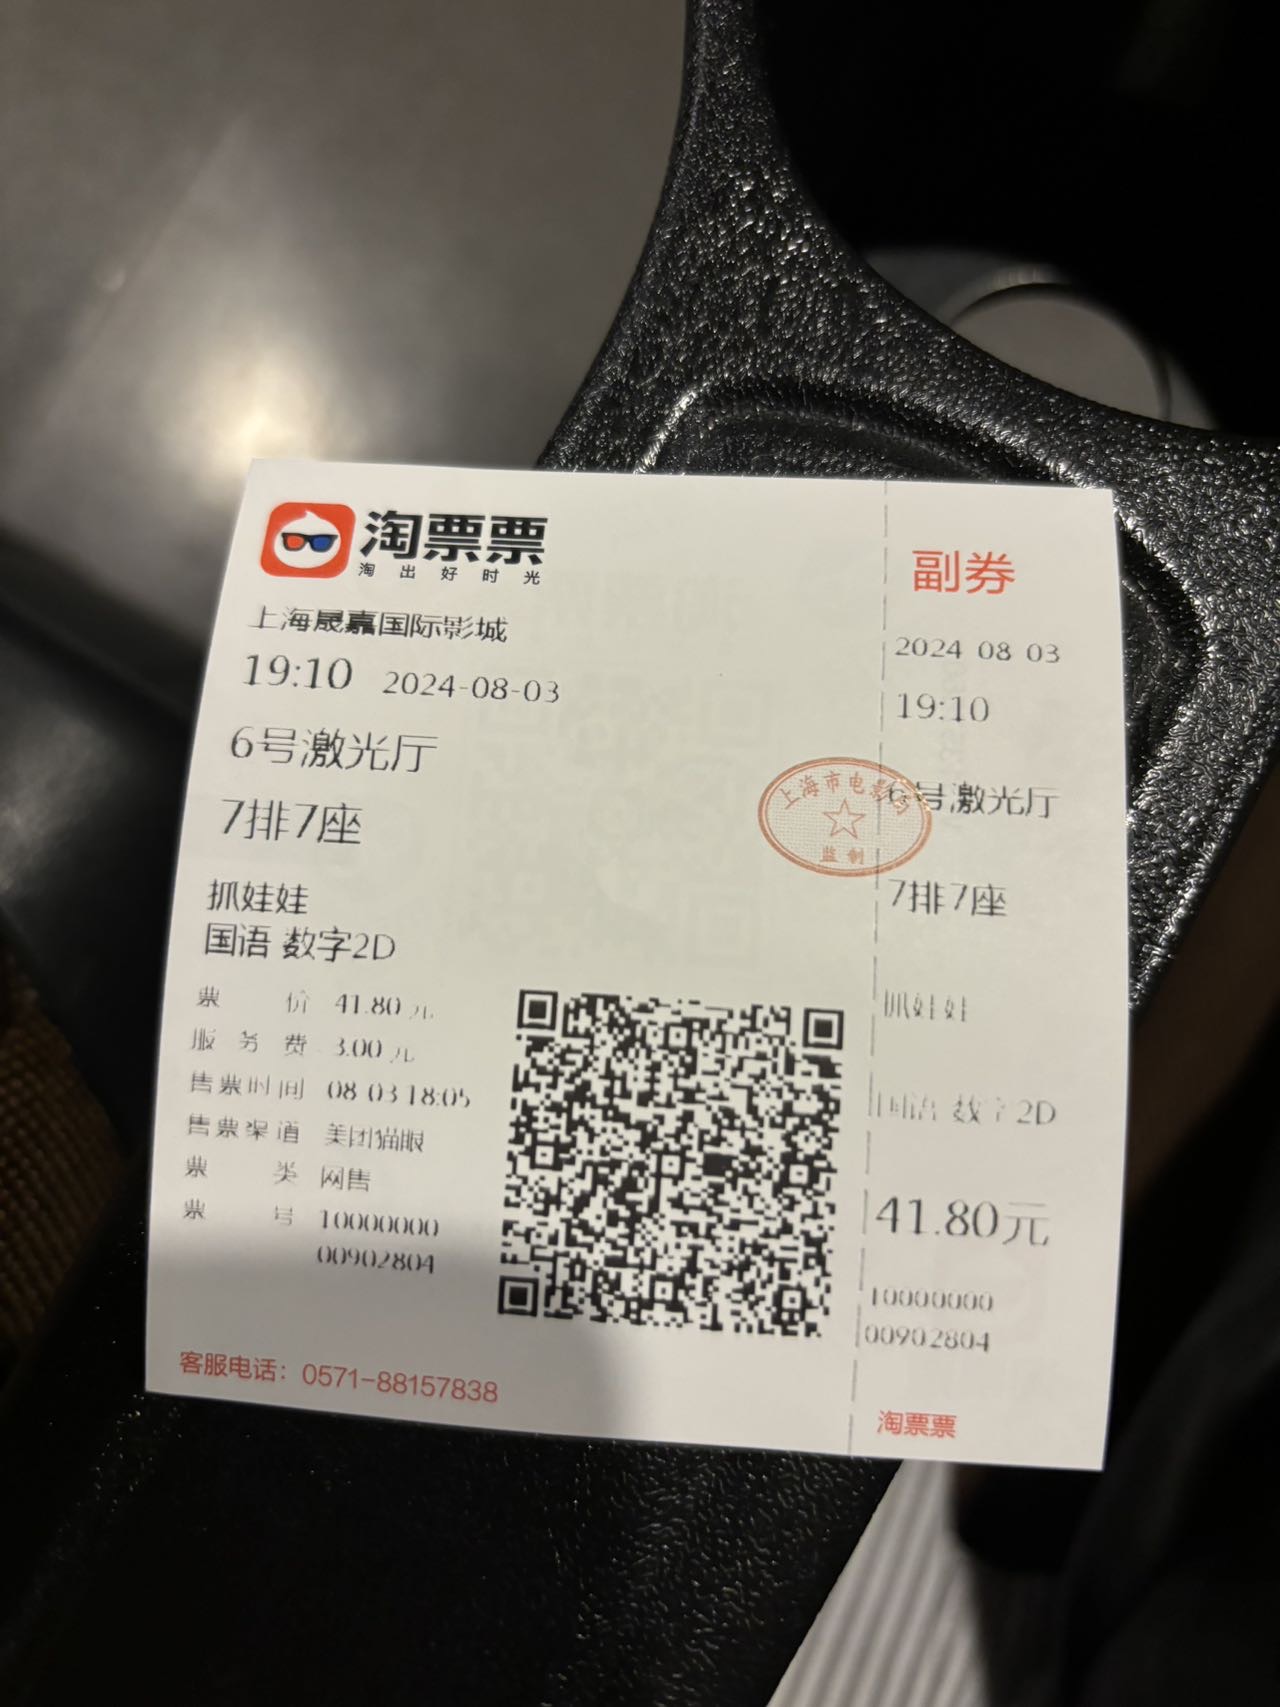 淘票票
淘出好时光
上海晟嘉国际影城
19:10 2024-08-03
6号激光厅
7排7座
抓娃娃
国语 数字2D
票价 41.80元
服务费 3.00元
售票时间 08-03 18:05
售票渠道 美团猫眼
票类 网售
票号 10000000
00902804
客服电话：0571-88157838
副券
2024 08 03
19:10
6号激光厅
上海市电影局
监制
7排7座
抓娃娃
国语 数字2D
41.80元
10000000
00902804
淘票票